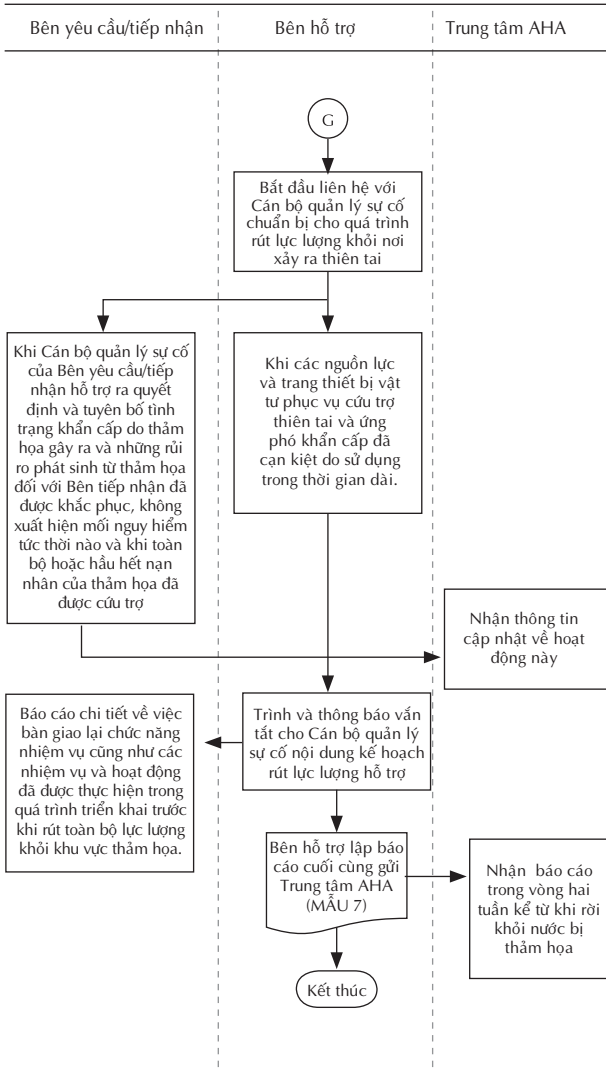 Bên yêu cầu/tiếp nhận
Bên hỗ trợ
Trung tâm AHA
G
Bắt đầu liên hệ với
Cán bộ quản lý sự cố
chuẩn bị cho quá trình
rút lực lượng khỏi nơi
xảy ra thiên tai
Khi Cán bộ quản lý sự cố
của Bên yêu cầu/tiếp
nhận hỗ trợ ra quyết
định và tuyên bố tình
trạng khẩn cấp do thảm
họa gây ra và những rủi
ro phát sinh từ thảm họa
đối với Bên tiếp nhận đã
được khắc phục, không
xuất hiện mối nguy hiểm
tức thời nào và khi toàn
bộ hoặc hầu hết nạn
nhân của thảm họa đã
được cứu trợ
Khi các nguồn lực
và trang thiết bị vật
tư phục vụ cứu trợ
thiên tai và ứng
phó khẩn cấp đã
cạn kiệt do sử dụng
trong thời gian dài.
Nhận thông tin
cập nhật về hoạt
động này
Báo cáo chi tiết về việc
bàn giao lại chức năng
nhiệm vụ cũng như các
nhiệm vụ và hoạt động
đã được thực hiện trong
quá trình triển khai trước
khi rút toàn bộ lực lượng
khỏi khu vực thảm họa.
Trình và thông báo vắn
tắt cho Cán bộ quản lý
sự cố nội dung kế hoạch
rút lực lượng hỗ trợ
Bên hỗ trợ lập báo
cáo cuối cùng gửi
Trung tâm AHA
(MẪU 7)
Nhận báo cáo
trong vòng hai
tuần kể từ khi rời
khỏi nước bị
thảm họa
Kết thúc